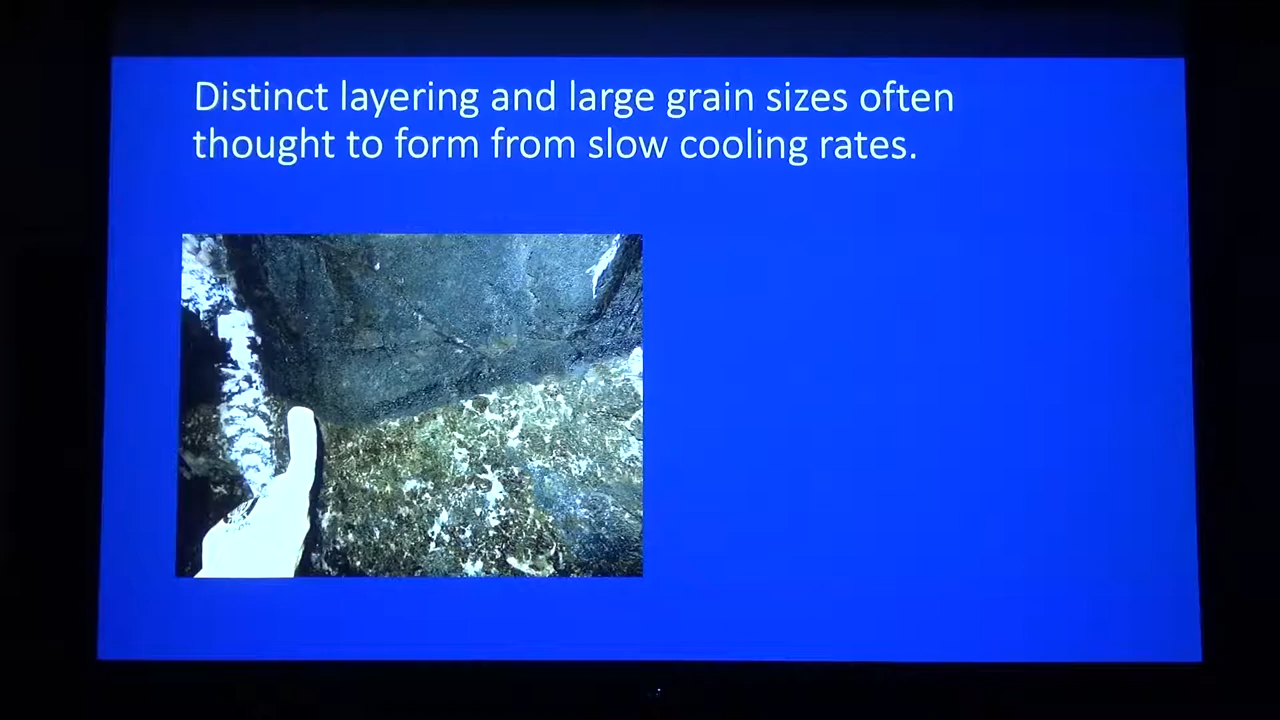 Distinct layering and large grain sizes often
thought to form from slow cooling rates.